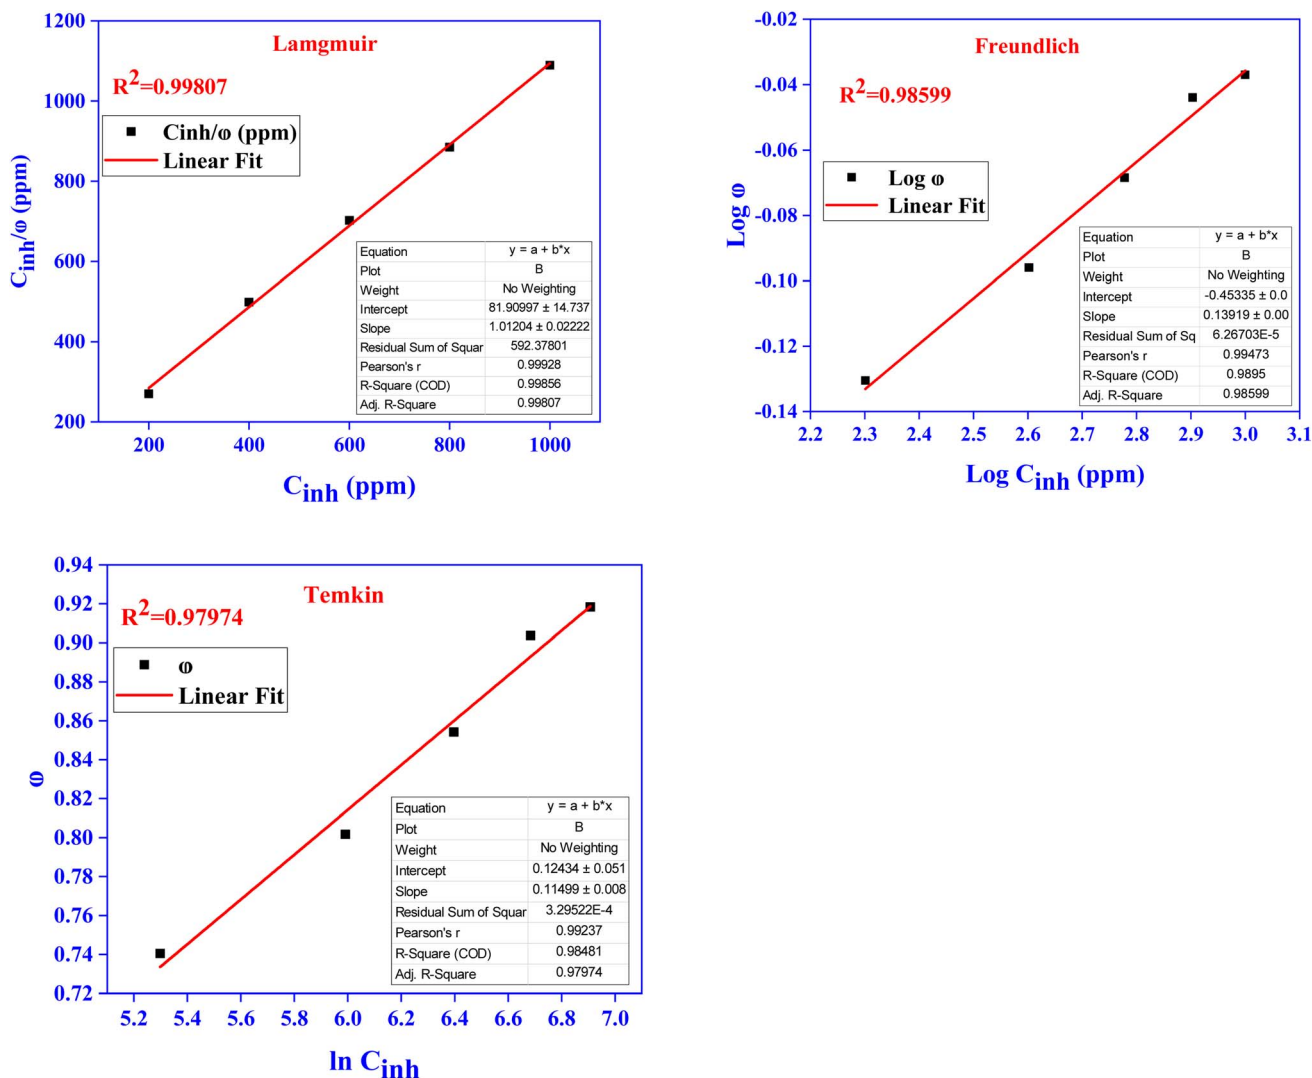 Lamgmuir
R2=0.99807
Cinh/φ (ppm)
Linear Fit
Cinh/φ (ppm)
1200
1000
800
600
400
200
Equation y = a + b*x
Plot B
Weight No Weighting
Intercept 81.90997 ± 14.737
Slope 1.01204 ± 0.02222
Residual Sum of Squar 592.37801
Pearson's r 0.99928
R-Square (COD) 0.99856
Adj. R-Square 0.99807
200 400 600 800 1000
Cinh (ppm)
Freundlich
R2=0.98599
Log φ
Linear Fit
Log φ
-0.02
-0.04
-0.06
-0.08
-0.10
-0.12
-0.14
Equation y = a + b*x
Plot B
Weight No Weighting
Intercept -0.45335 ± 0.0
Slope 0.13919 ± 0.00
Residual Sum of Sq 6.26703E-5
Pearson's r 0.99473
R-Square (COD) 0.9895
Adj. R-Square 0.98599
2.2 2.3 2.4 2.5 2.6 2.7 2.8 2.9 3.0 3.1
Log Cinh (ppm)
Temkin
R2=0.97974
φ
Linear Fit
φ
0.94
0.92
0.90
0.88
0.86
0.84
0.82
0.80
0.78
0.76
0.74
0.72
Equation y = a + b*x
Plot B
Weight No Weighting
Intercept 0.12434 ± 0.051
Slope 0.11499 ± 0.008
Residual Sum of Squar 3.29522E-4
Pearson's r 0.99237
R-Square (COD) 0.98481
Adj. R-Square 0.97974
5.2 5.4 5.6 5.8 6.0 6.2 6.4 6.6 6.8 7.0
ln Cinh